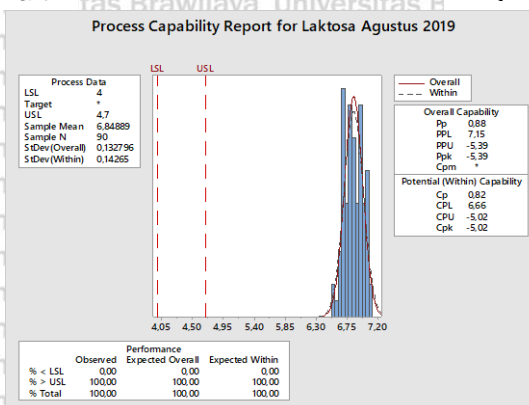 tas Brawijaya Universitas B
Process Capability Report for Laktosa Agustus 2019
LSL USL
Process Data
LSL 4
Target *
USL 4,7
Sample Mean 6,84889
Sample N 90
StDev(Overall) 0,132796
StDev(Within) 0,14265
Overall
Within
Overall Capability
Pp 0,88
PPL 7,15
PPU -5,39
Ppk -5,39
Cpm *
Potential (Within) Capability
Cp 0,82
CPL 6,66
CPU -5,02
Cpk -5,02
4,05 4,50 4,95 5,40 5,85 6,30 6,75 7,20
Performance
Observed Expected Overall Expected Within
% < LSL 0,00 0,00 0,00
% > USL 100,00 100,00 100,00
% Total 100,00 100,00 100,00